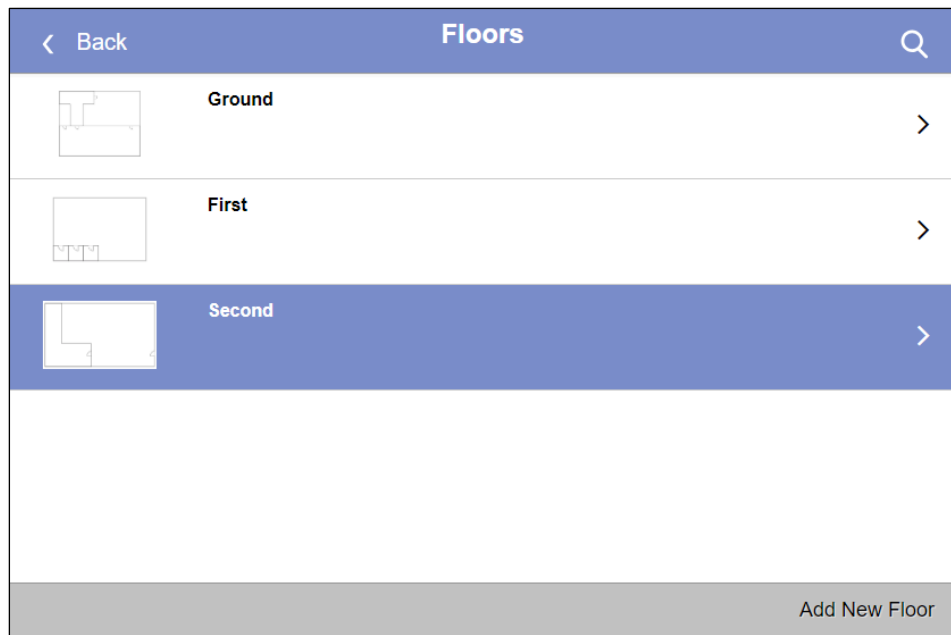 Back
Floors
Ground
First
Second
Add New Floor